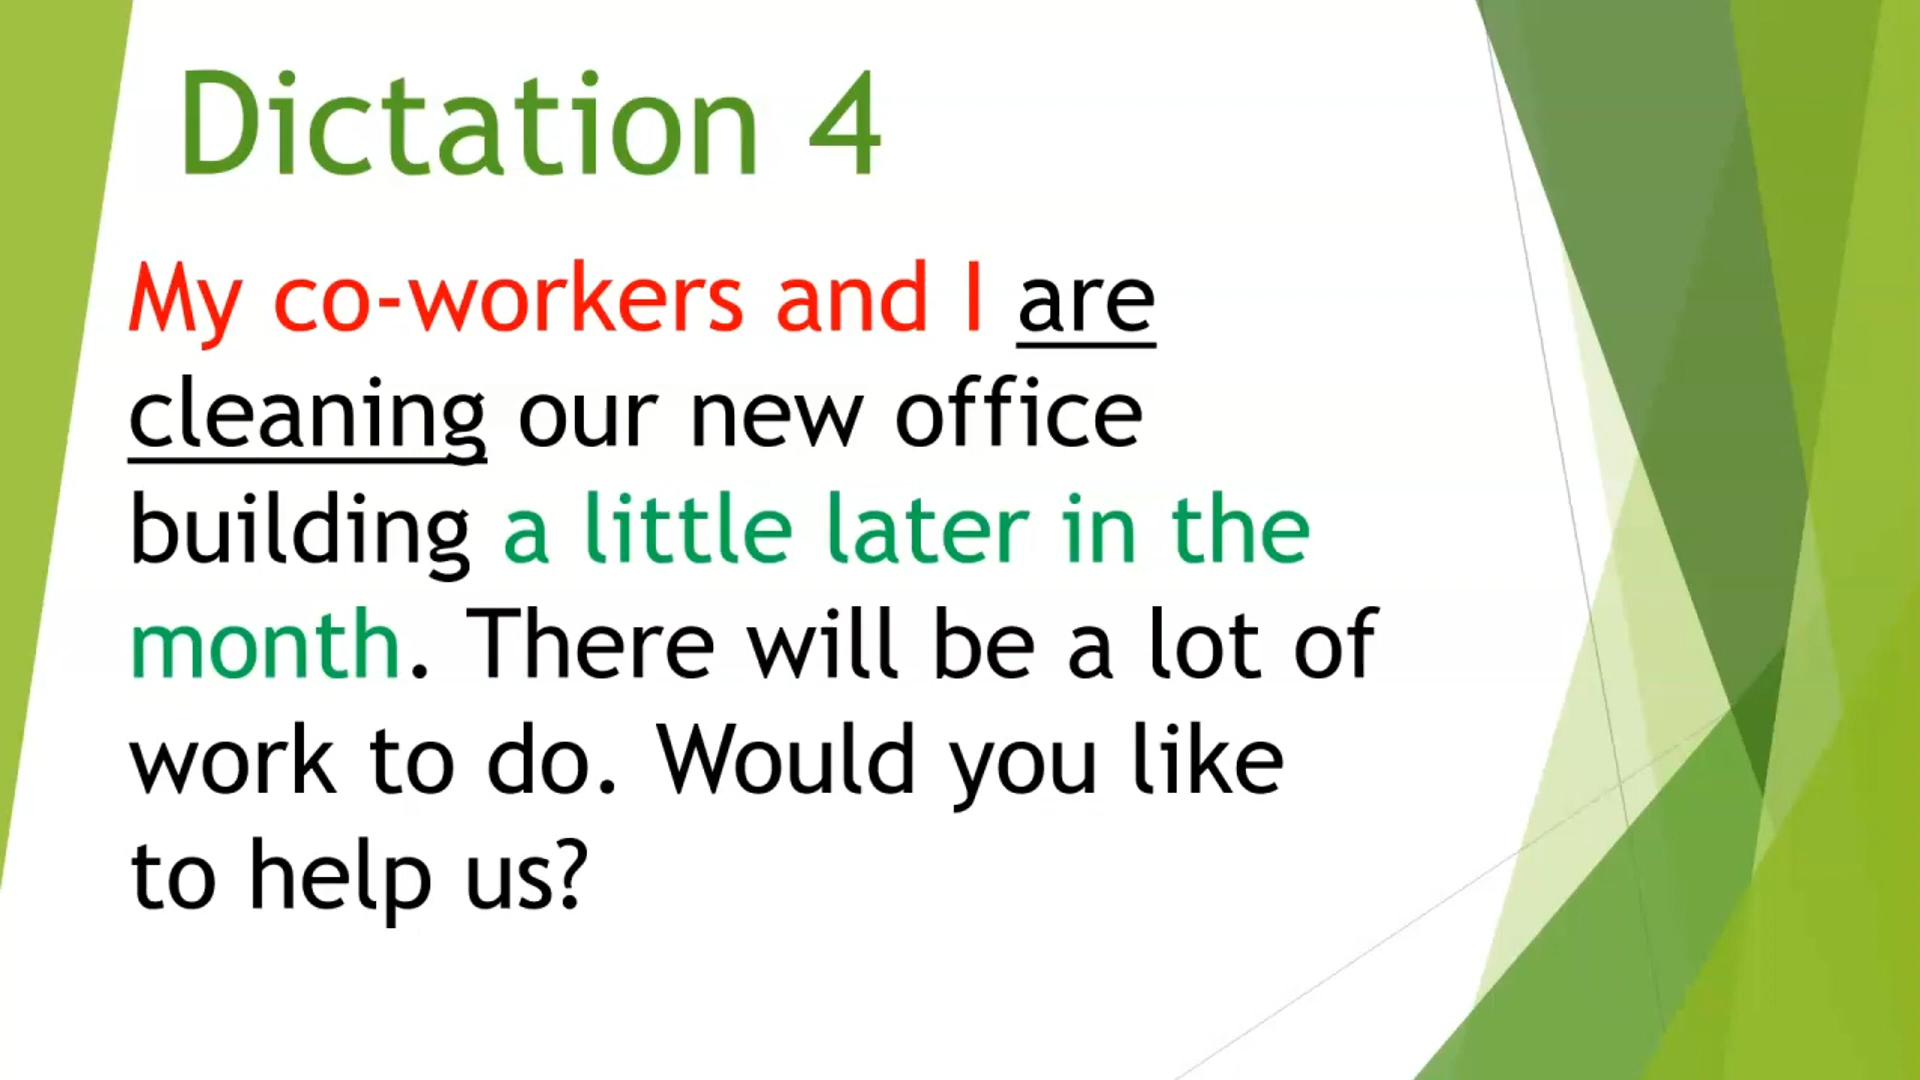 Dictation 4
My co-workers and I are
cleaning our new office
building a little later in the
month. There will be a lot of
work to do. Would you like
to help us?